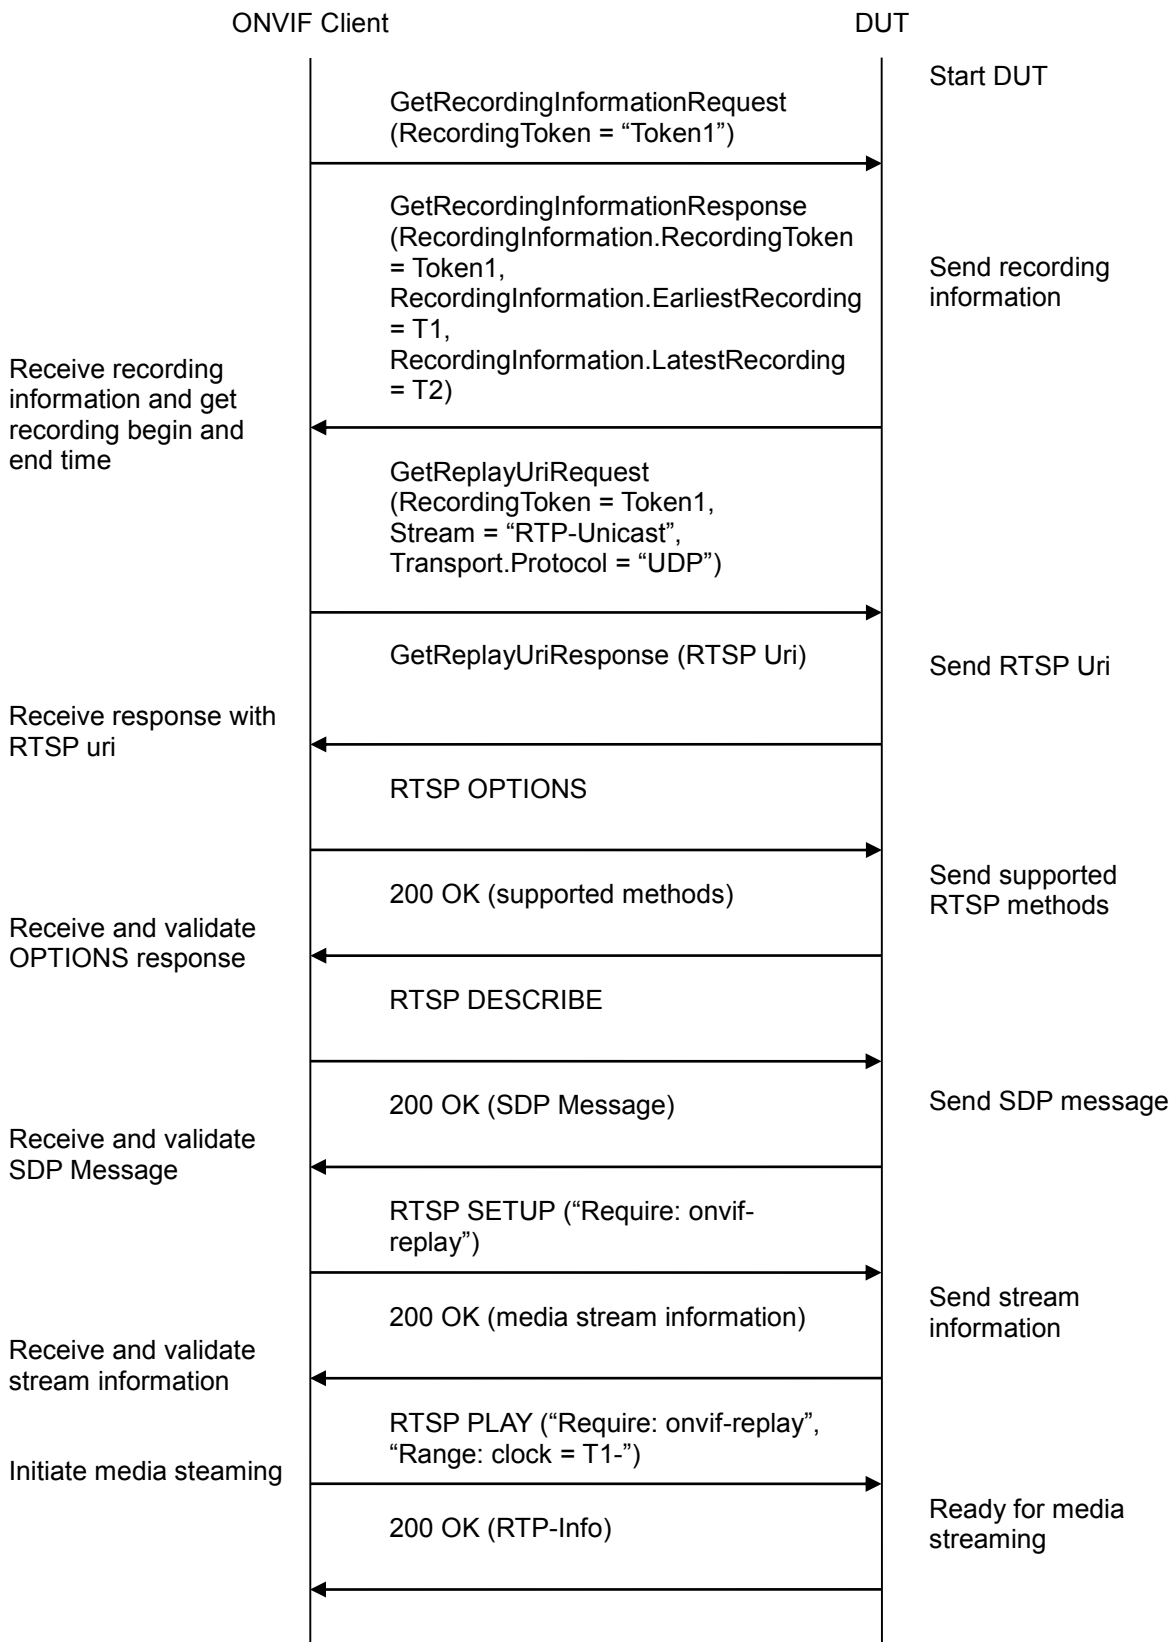 ONVIF Client
DUT
Start DUT
GetRecordingInformationRequest
(RecordingToken = “Token1”)
GetRecordingInformationResponse
(RecordingInformation.RecordingToken
= Token1,
RecordingInformation.EarliestRecording
= T1,
RecordingInformation.LatestRecording
= T2)
Send recording
information
Receive recording
information and get
recording begin and
end time
GetReplayUriRequest
(RecordingToken = Token1,
Stream = “RTP-Unicast”,
Transport.Protocol = “UDP”)
GetReplayUriResponse (RTSP Uri)
Send RTSP Uri
Receive response with
RTSP uri
RTSP OPTIONS
200 OK (supported methods)
Send supported
RTSP methods
Receive and validate
OPTIONS response
RTSP DESCRIBE
200 OK (SDP Message)
Send SDP message
Receive and validate
SDP Message
RTSP SETUP (“Require: onvif-
replay”)
200 OK (media stream information)
Send stream
information
Receive and validate
stream information
RTSP PLAY (“Require: onvif-replay”,
“Range: clock = T1-”)
Initiate media steaming
200 OK (RTP-Info)
Ready for media
streaming